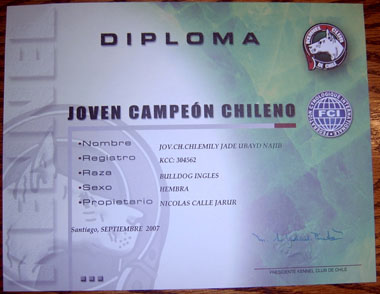 DIPLOMA
JOVEN CAMPEÓN CHILENO
FCI
•Nombre JOV.CH.CHLEMILY JADE UBAYD NAJIB
•Registro KCC: 304562
•Raza BULLDOG INGLES
•Sexo HEMBRA
•Propietario NICOLAS CALLE JARUR
Santiago, SEPTIEMBRE 2007
PRESIDENTE KENNEL CLUB DE CHILE